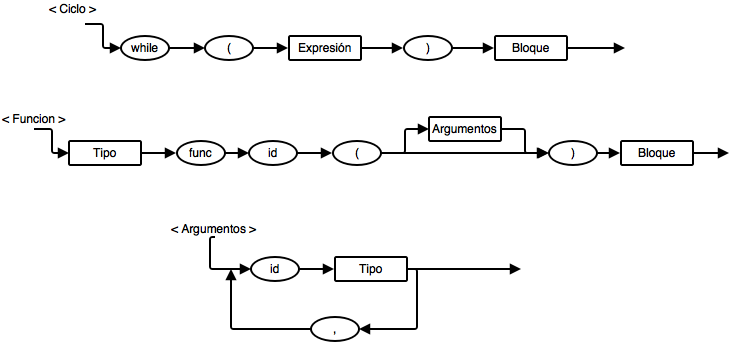 < Ciclo >
while ( Expresión ) Bloque
< Funcion >
Argumentos
Tipo func id ( ) Bloque
< Argumentos >
id Tipo
,